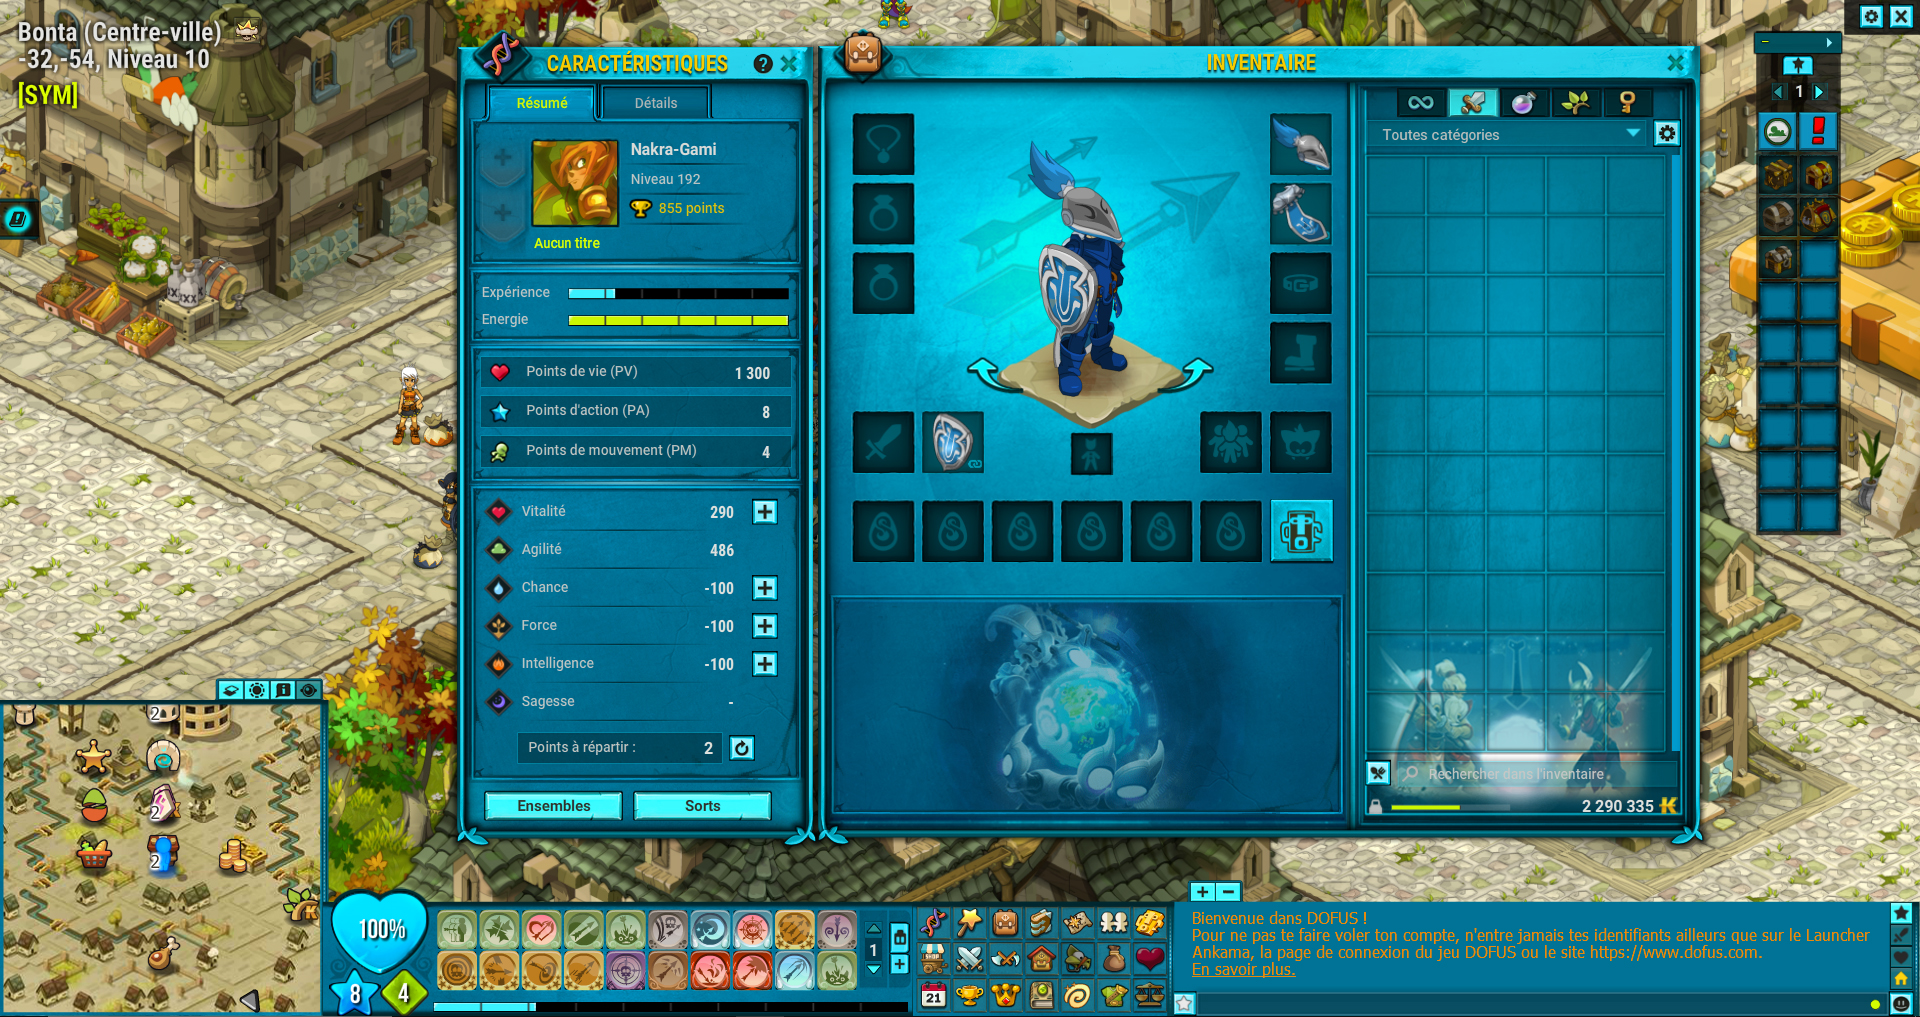 Bonta (Centre-ville)
-32,-54, Niveau 10
[SYM]
CARACTÉRISTIQUES
?
Résumé
Détails
Nakra-Gami
Niveau 192
855 points
Aucun titre
Expérience
Energie
Points de vie (PV) 1 300
Points d'action (PA) 8
Points de mouvement (PM) 4
Vitalité 290 +
Agilité 486
Chance -100 +
Force -100 +
Intelligence -100 +
Sagesse -
Points à répartir : 2
Ensembles
Sorts
INVENTAIRE
Toutes catégories
Rechercher dans l'inventaire
2 290 335 K
1
2
2
2
100%
8
4
1
+
SHOP
21
+ −
Bienvenue dans DOFUS !
Pour ne pas te faire voler ton compte, n'entre jamais tes identifiants ailleurs que sur le Launcher
Ankama, la page de connexion du jeu DOFUS ou le site https://www.dofus.com.
En savoir plus.